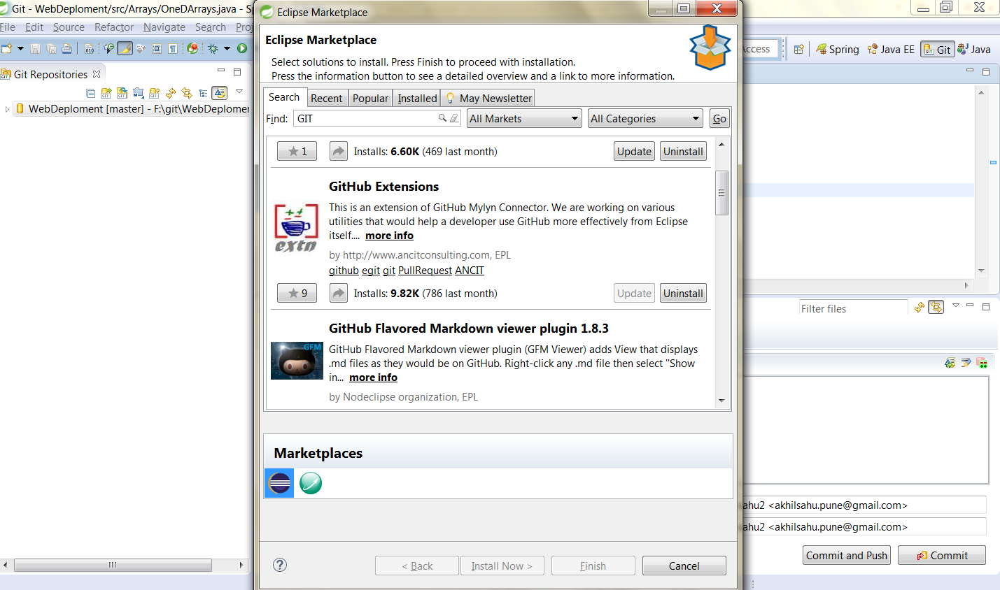 Git - WebDeploment/src/Arrays/OneDArrays.java - S
File Edit Source Refactor Navigate Search Proj
Access
Spring
Java EE
Git
Java
Git Repositories
WebDeploment [master] - F:\git\WebDeplomen
Eclipse Marketplace
Eclipse Marketplace
Select solutions to install. Press Finish to proceed with installation.
Press the information button to see a detailed overview and a link to more information.
Search Recent Popular Installed May Newsletter
Find: GIT All Markets All Categories Go
1 Installs: 6.60K (469 last month) Update Uninstall
GitHub Extensions
This is an extension of GitHub Mylyn Connector. We are working on various
utilities that would help a developer use GitHub more effectively from Eclipse
itself.... more info
extn
by http://www.ancitconsulting.com, EPL
github egit git PullRequest ANCIT
9 Installs: 9.82K (786 last month) Update Uninstall
GitHub Flavored Markdown viewer plugin 1.8.3
GFM
GitHub Flavored Markdown viewer plugin (GFM Viewer) adds View that displays
.md files as they would be on GitHub. Right-click any .md file then select "Show
in... more info
by Nodeclipse organization, EPL
Marketplaces
< Back Install Now > Finish Cancel
Filter files
ahu2 <akhilsahu.pune@gmail.com>
ahu2 <akhilsahu.pune@gmail.com>
Commit and Push Commit